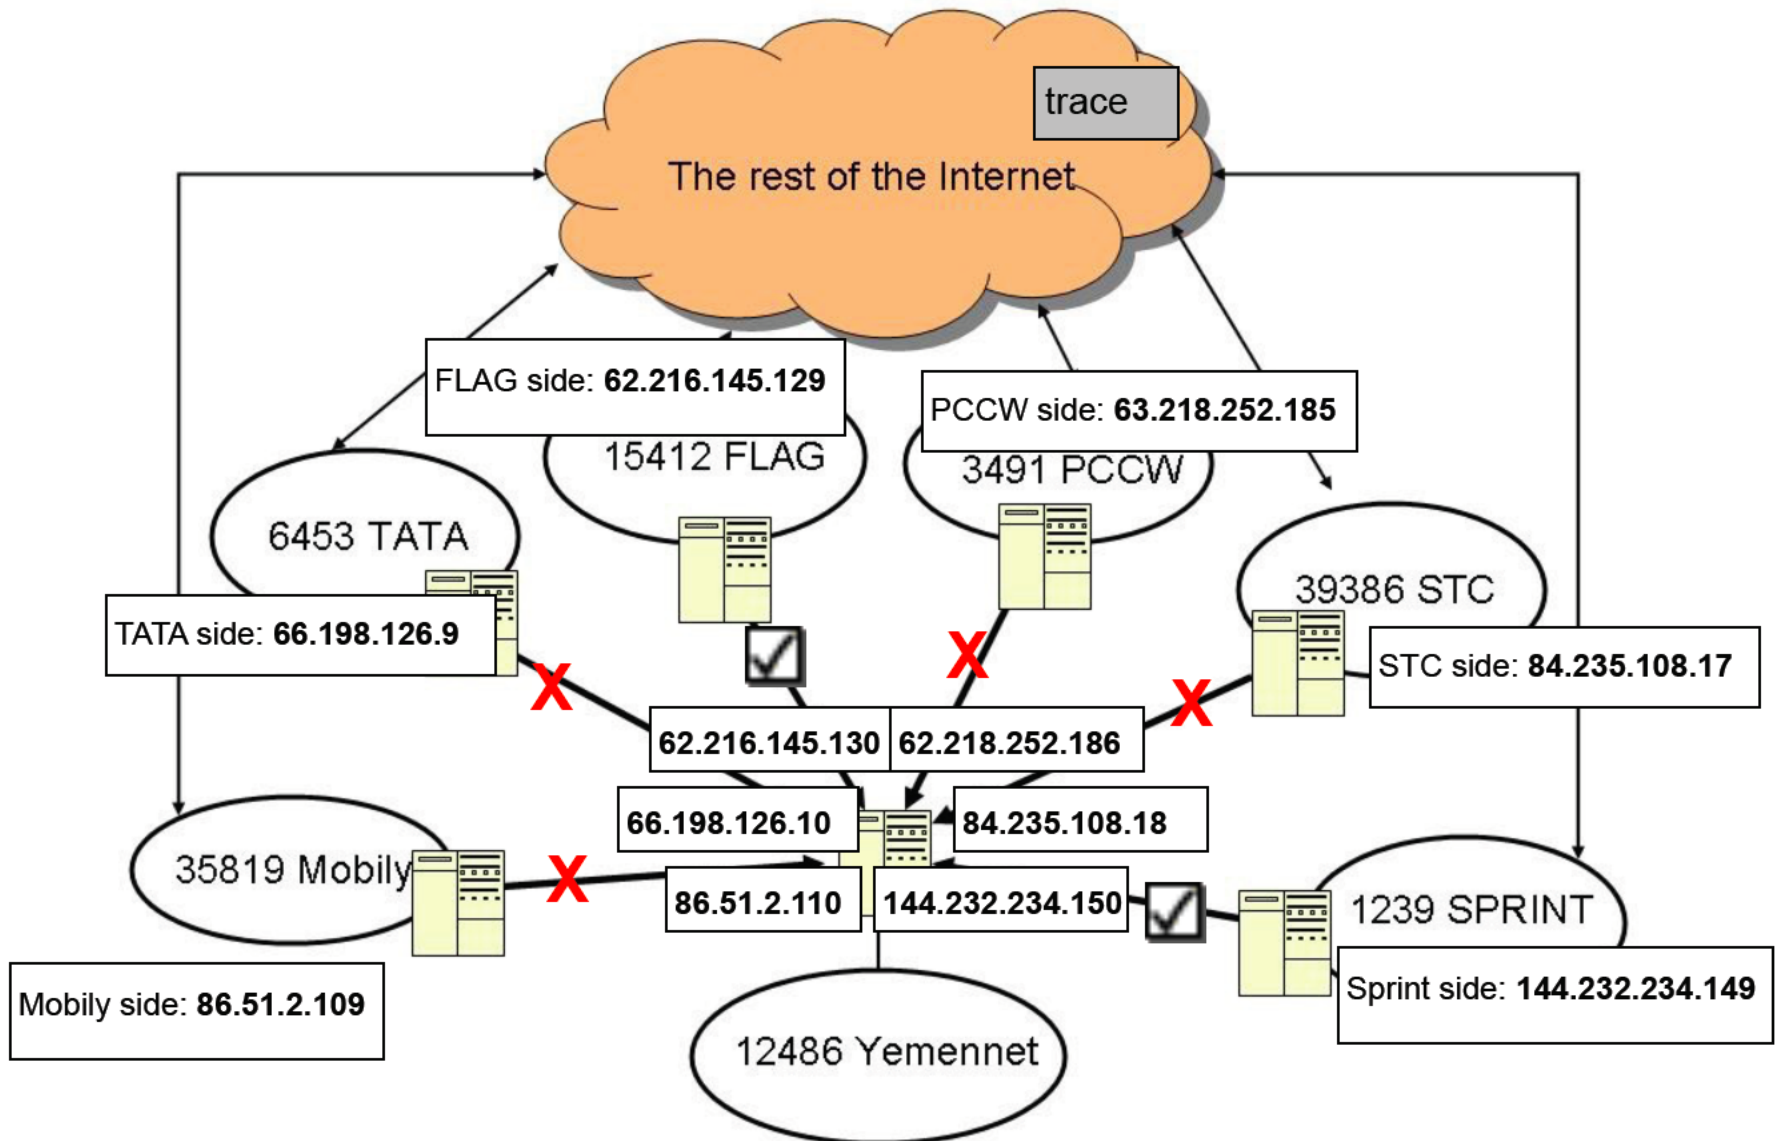 trace
The rest of the Internet
FLAG side: 62.216.145.129
PCCW side: 63.218.252.185
15412 FLAG
3491 PCCW
6453 TATA
39386 STC
TATA side: 66.198.126.9
STC side: 84.235.108.17
X
X
X
62.216.145.130
62.218.252.186
66.198.126.10
84.235.108.18
35819 Mobily
X
86.51.2.110
144.232.234.150
1239 SPRINT
Mobily side: 86.51.2.109
Sprint side: 144.232.234.149
12486 Yemennet